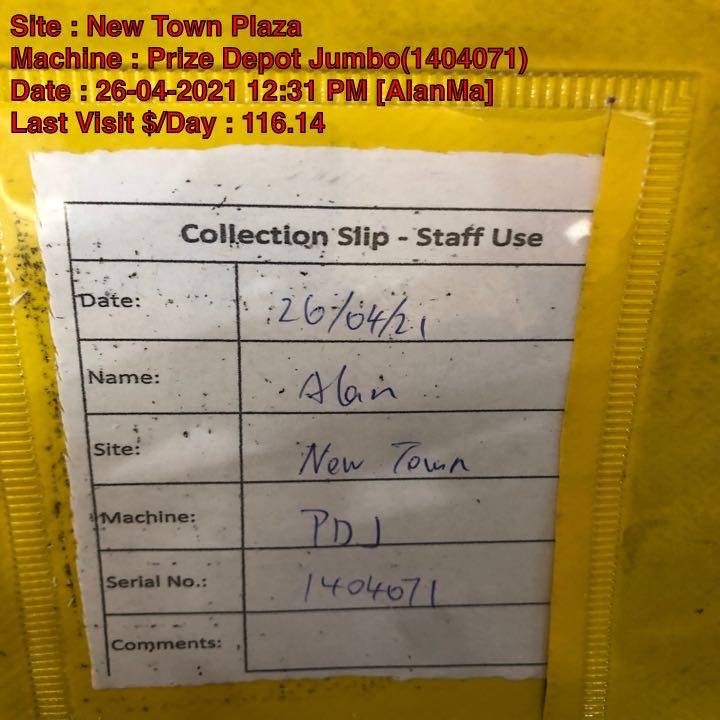 Site : New Town Plaza
Machine : Prize Depot Jumbo(1404071)
Date : 26-04-2021 12:31 PM [AlanMa]
Last Visit $/Day : 116.14
Collection Slip - Staff Use
Date: 26/04/21
Name: Alan
Site: New Town
Machine: PDJ
Serial No.: 1404071
Comments: